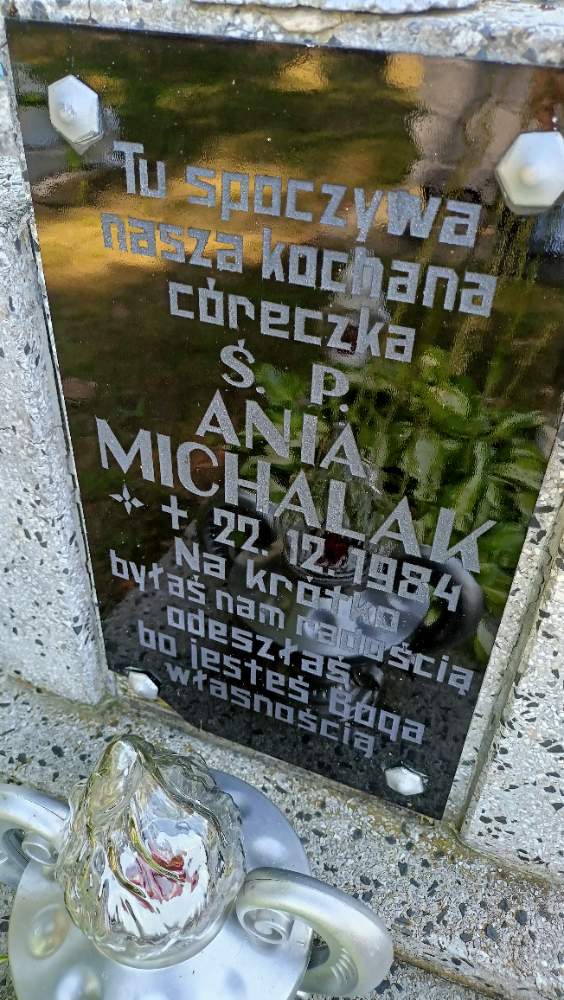 Tu spoczywa
nasza kochana
córeczka
Ś. P.
ANIA
MICHALAK
✩ + 22. 12. 1984
Na krótko
byłaś nam radością
odeszłaś
bo jesteś Boga
własnością